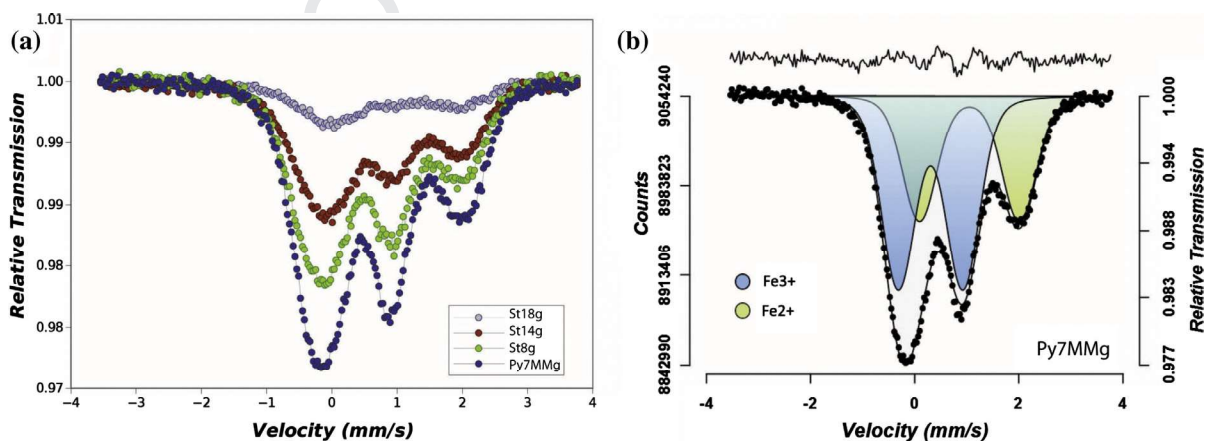 (a)
1.01
1.00
0.99
0.99
0.98
0.98
0.97
Relative Transmission
−4 −3 −2 −1 0 1 2 3 4
Velocity (mm/s)
St18g
St14g
St8g
Py7MMg
(b)
9054240
8983823
8913406
8842990
Counts
1.000
0.994
0.988
0.983
0.977
Relative Transmission
Fe3+
Fe2+
Py7MMg
-4 -2 0 2 4
Velocity (mm/s)